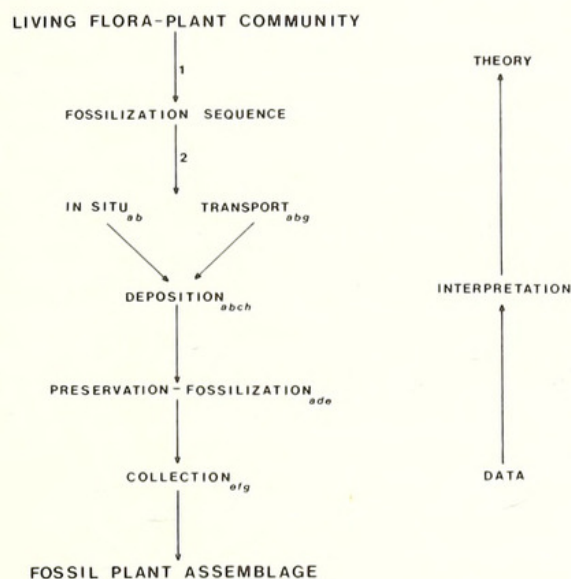 LIVING FLORA-PLANT COMMUNITY
1
FOSSILIZATION SEQUENCE
2
IN SITU ab
TRANSPORT abg
DEPOSITION abch
PRESERVATION-FOSSILIZATION ade
COLLECTION efg
FOSSIL PLANT ASSEMBLAGE
THEORY
INTERPRETATION
DATA